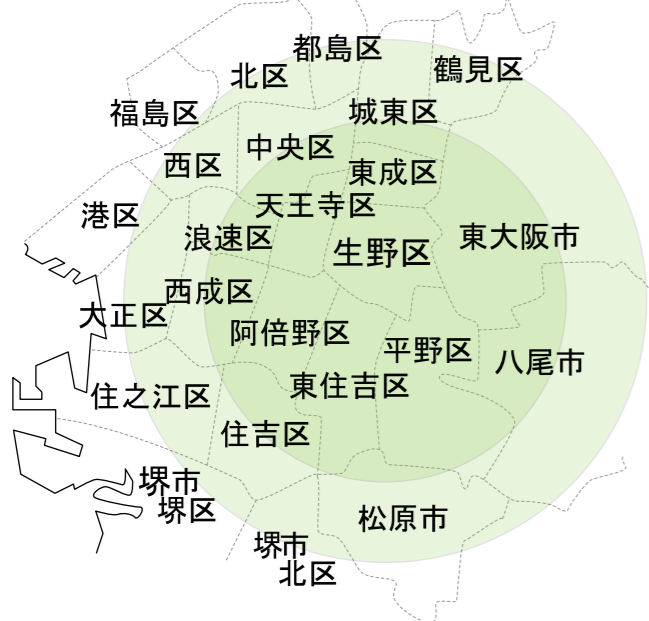 都島区
鶴見区
北区
福島区
城東区
中央区
西区
東成区
天王寺区
港区
浪速区
生野区
東大阪市
西成区
大正区
阿倍野区
平野区
八尾市
東住吉区
住之江区
住吉区
堺市
堺区
松原市
堺市
北区